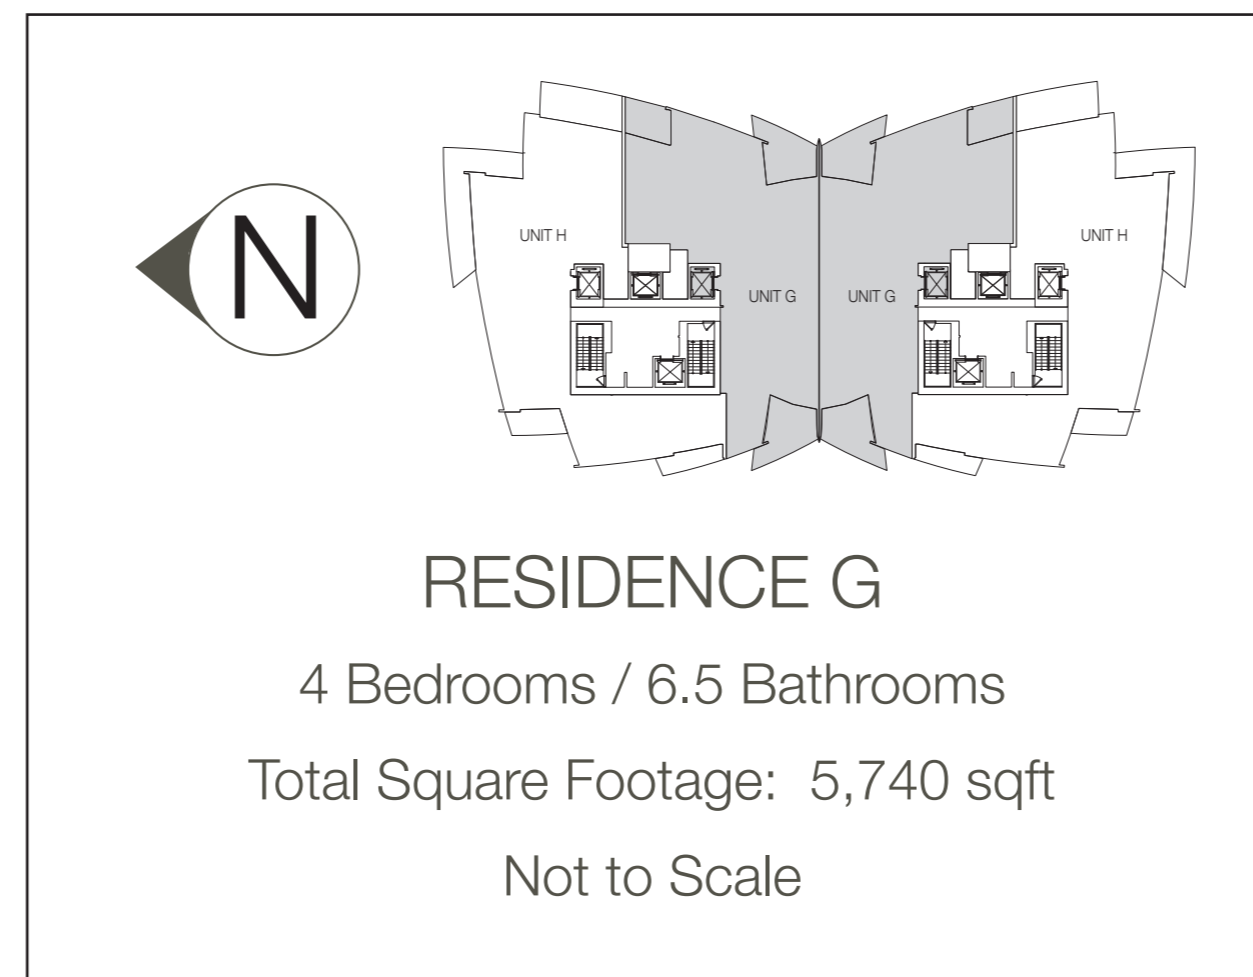 N
UNIT H
UNIT G
UNIT G
UNIT H
RESIDENCE G
4 Bedrooms / 6.5 Bathrooms
Total Square Footage: 5,740 sqft
Not to Scale